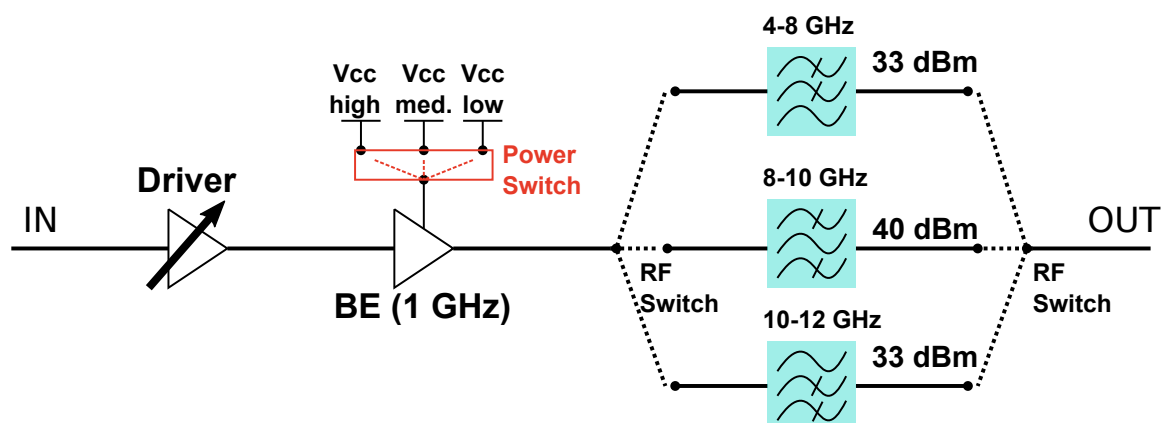 4-8 GHz
33 dBm
Vcc
high
Vcc
med.
Vcc
low
Power
Switch
Driver
IN
BE (1 GHz)
8-10 GHz
40 dBm
OUT
RF
Switch
RF
Switch
10-12 GHz
33 dBm